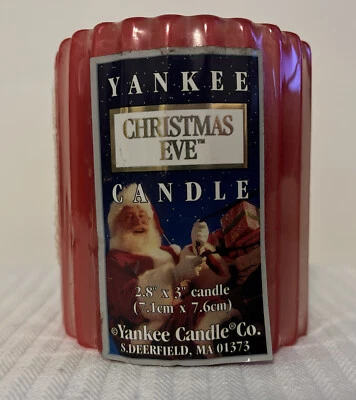 YANKEE
CHRISTMAS
EVE™
CANDLE
2.8" x 3" candle
(7.1cm x 7.6cm)
©Yankee Candle®Co.
S.DEERFIELD, MA 01373